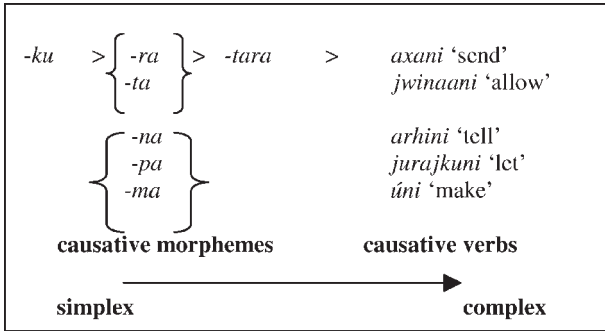 -ku > { -ra > -tara > axani ‘send’
-ta } jwinaani ‘allow’
-na arhini ‘tell’
{ -pa } jurajkuni ‘let’
-ma úni ‘make’
causative morphemes causative verbs
simplex complex